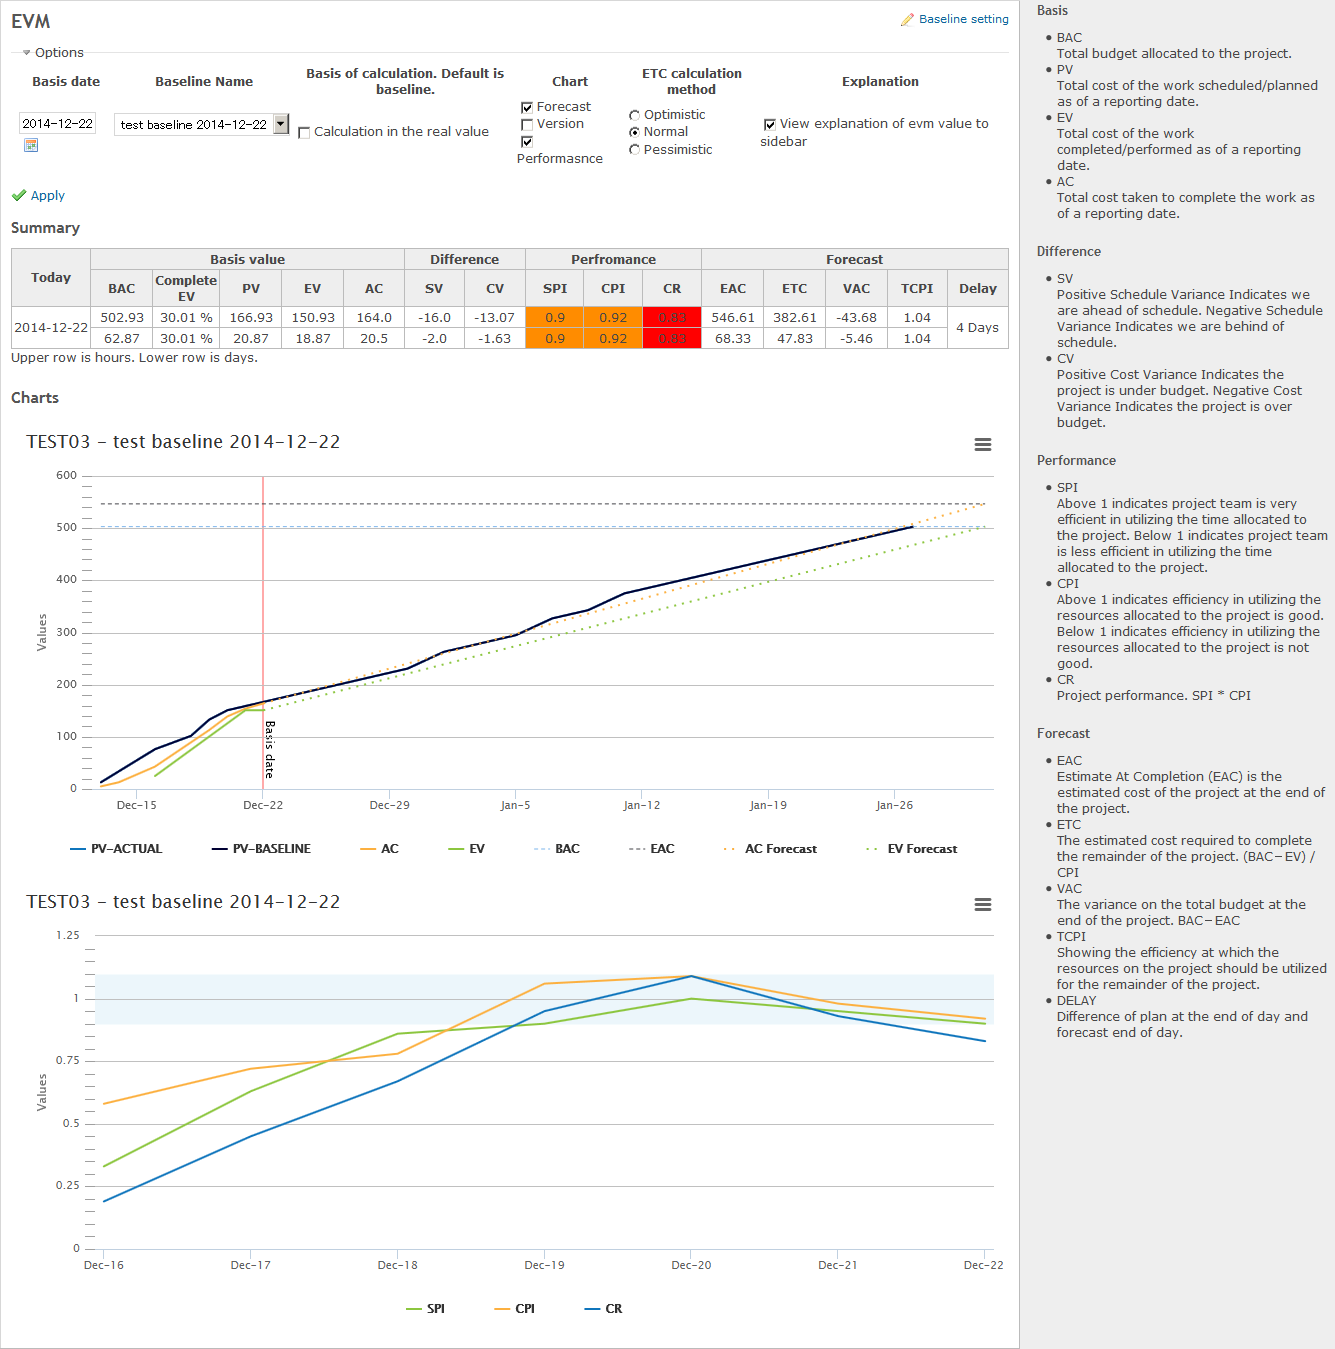 EVM
Baseline setting
Options
Basis date
Baseline Name
Basis of calculation. Default is
baseline.
Chart
ETC calculation
method
Explanation
2014-12-22
test baseline 2014-12-22
Calculation in the real value
Forecast
Version
Performasnce
Optimistic
Normal
Pessimistic
View explanation of evm value to
sidebar
Apply
Summary
Today Basis value Difference Perfromance Forecast
BAC Complete EV PV EV AC SV CV SPI CPI CR EAC ETC VAC TCPI Delay
2014-12-22 502.93 30.01 % 166.93 150.93 164.0 -16.0 -13.07 0.9 0.92 0.83 546.61 382.61 -43.68 1.04 4 Days
62.87 30.01 % 20.87 18.87 20.5 -2.0 -1.63 0.9 0.92 0.83 68.33 47.83 -5.46 1.04
Upper row is hours. Lower row is days.
Charts
TEST03 - test baseline 2014-12-22
600
500
400
300
200
100
0
Values
Basis date
Dec-15 Dec-22 Dec-29 Jan-5 Jan-12 Jan-19 Jan-26
PV-ACTUAL PV-BASELINE AC EV BAC EAC AC Forecast EV Forecast
TEST03 - test baseline 2014-12-22
1.25
1
0.75
0.5
0.25
0
Values
Dec-16 Dec-17 Dec-18 Dec-19 Dec-20 Dec-21 Dec-22
SPI CPI CR
Basis
BAC
Total budget allocated to the project.
PV
Total cost of the work scheduled/planned
as of a reporting date.
EV
Total cost of the work
completed/performed as of a reporting
date.
AC
Total cost taken to complete the work as
of a reporting date.
Difference
SV
Positive Schedule Variance Indicates we
are ahead of schedule. Negative Schedule
Variance Indicates we are behind of
schedule.
CV
Positive Cost Variance Indicates the
project is under budget. Negative Cost
Variance Indicates the project is over
budget.
Performance
SPI
Above 1 indicates project team is very
efficient in utilizing the time allocated to
the project. Below 1 indicates project team
is less efficient in utilizing the time
allocated to the project.
CPI
Above 1 indicates efficiency in utilizing the
resources allocated to the project is good.
Below 1 indicates efficiency in utilizing the
resources allocated to the project is not
good.
CR
Project performance. SPI * CPI
Forecast
EAC
Estimate At Completion (EAC) is the
estimated cost of the project at the end of
the project.
ETC
The estimated cost required to complete
the remainder of the project. (BAC−EV) /
CPI
VAC
The variance on the total budget at the
end of the project. BAC−EAC
TCPI
Showing the efficiency at which the
resources on the project should be utilized
for the remainder of the project.
DELAY
Difference of plan at the end of day and
forecast end of day.